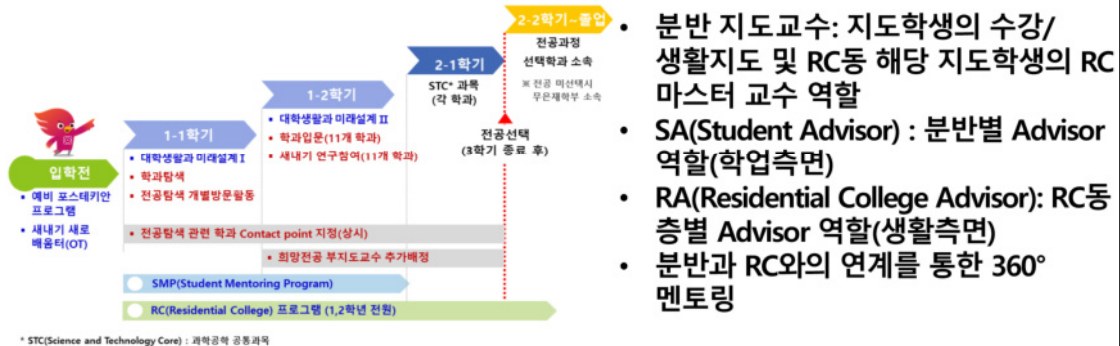 2-2학기~졸업
전공과정
선택학과 소속
※ 전공 미선택시
무은재학부 소속
2-1학기
STC* 과목
(각 학과)
전공선택
(3학기 종료 후)
1-2학기
• 대학생활과 미래설계 II
• 학과입문(11개 학과)
• 새내기 연구참여(11개 학과)
1-1학기
• 대학생활과 미래설계 I
• 학과탐색
• 전공탐색 개별방문활동
입학전
• 예비 포스테키안
프로그램
• 새내기 새로
배움터(OT)
• 전공탐색 관련 학과 Contact point 지정(상시)
• 희망전공 부지도교수 추가배정
SMP(Student Mentoring Program)
RC(Residential College) 프로그램 (1,2학년 전원)
* STC(Science and Technology Core) : 과학공학 공통과목
• 분반 지도교수: 지도학생의 수강/
생활지도 및 RC동 해당 지도학생의 RC
마스터 교수 역할
• SA(Student Advisor) : 분반별 Advisor
역할(학업측면)
• RA(Residential College Advisor): RC동
층별 Advisor 역할(생활측면)
• 분반과 RC와의 연계를 통한 360°
멘토링